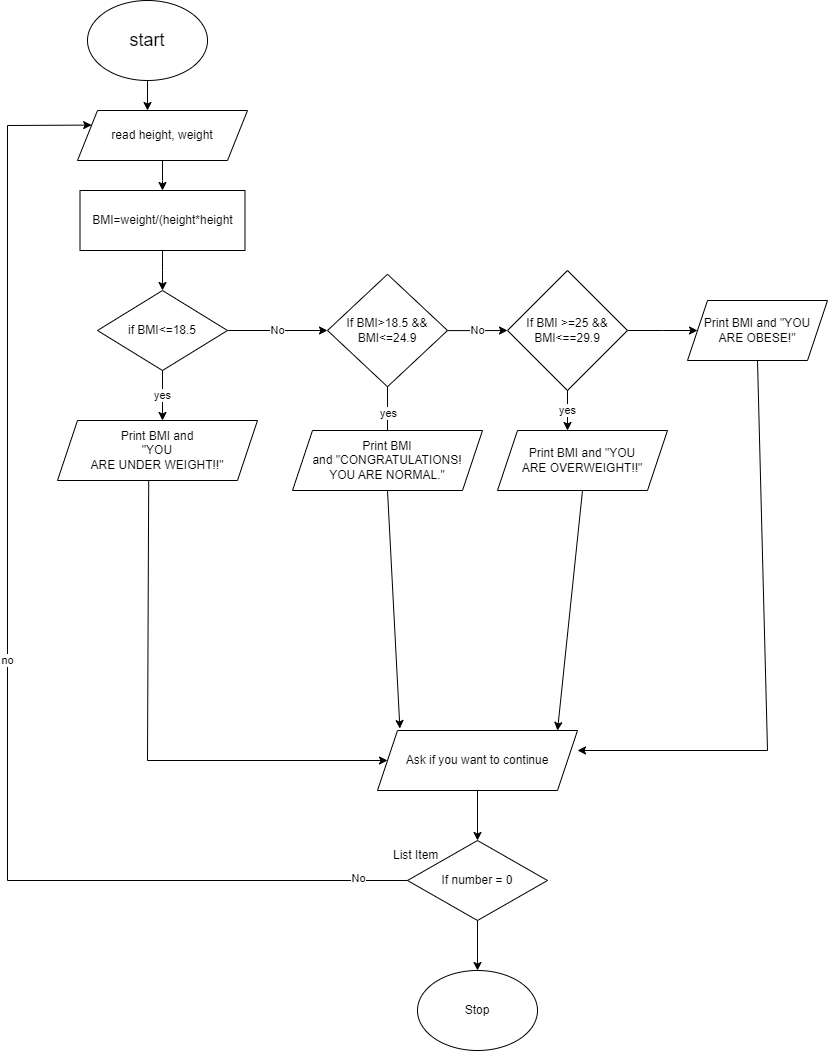 start
read height, weight
BMI=weight/(height*height
if BMI<=18.5
No
If BMI>18.5 &&
BMI<=24.9
No
If BMI >=25 &&
BMI<==29.9
Print BMI and "YOU
ARE OBESE!"
yes
yes
yes
Print BMI and
"YOU
ARE UNDER WEIGHT!!"
Print BMI
and "CONGRATULATIONS!
YOU ARE NORMAL."
Print BMI and "YOU
ARE OVERWEIGHT!!"
no
Ask if you want to continue
List Item
If number = 0
No
Stop